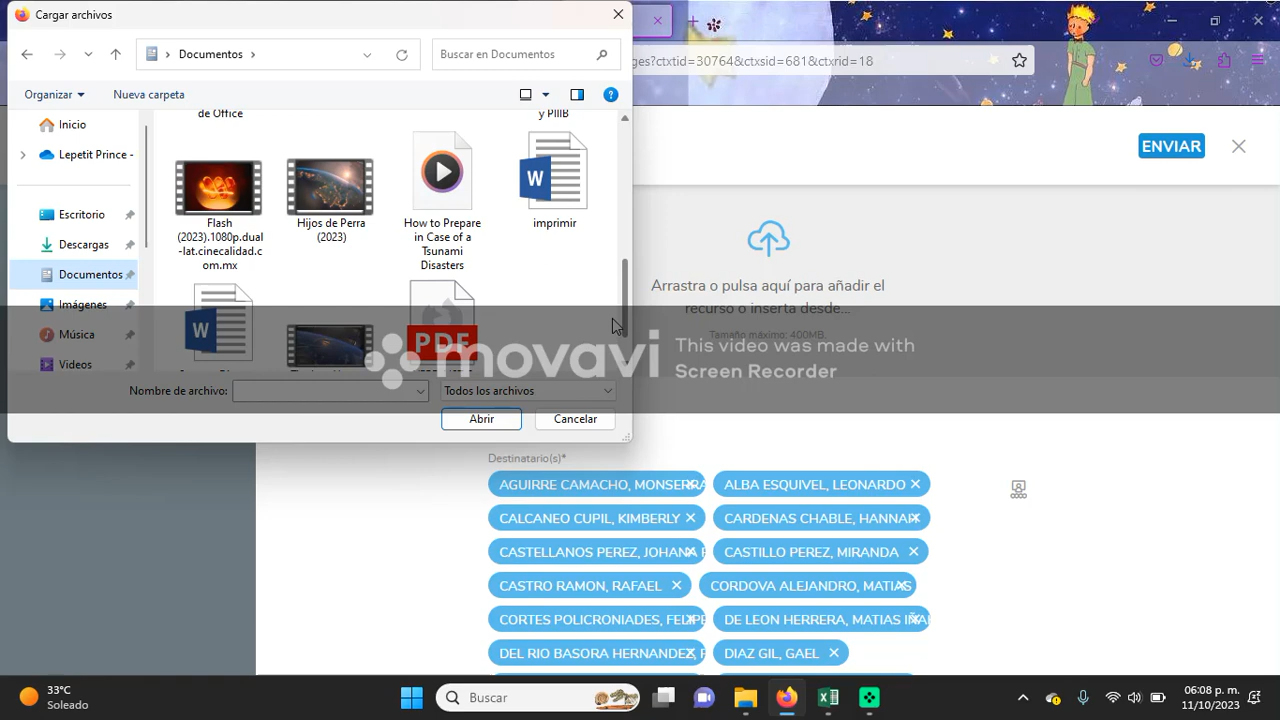 Cargar archivos
ges?ctxtid=30764&ctxsid=681&ctxrid=18
Documentos
Buscar en Documentos
Organizar
Nueva carpeta
Inicio
Lepetit Prince -
Escritorio
Descargas
Documentos
Imágenes
Música
Videos
de Office
y PIIIB
Flash
(2023).1080p.dual
-lat.cinecalidad.c
om.mx
Hijos de Perra
(2023)
How to Prepare
in Case of a
Tsunami
Disasters
imprimir
PDF
Nombre de archivo:
Todos los archivos
Abrir
Cancelar
ENVIAR
Arrastra o pulsa aquí para añadir el
recurso o inserta desde...
Tamaño máximo: 400MB
movavi
This video was made with
Screen Recorder
Destinatario(s)*
AGUIRRE CAMACHO, MONSERRA
ALBA ESQUIVEL, LEONARDO
CALCANEO CUPIL, KIMBERLY
CARDENAS CHABLE, HANNAH
CASTELLANOS PEREZ, JOHANA
CASTILLO PEREZ, MIRANDA
CASTRO RAMON, RAFAEL
CORDOVA ALEJANDRO, MATIAS
CORTES POLICRONIADES, FELIPE
DE LEON HERRERA, MATIAS
DEL RIO BASORA HERNANDEZ,
DIAZ GIL, GAEL
33°C
Soleado
Buscar
06:08 p. m.
11/10/2023